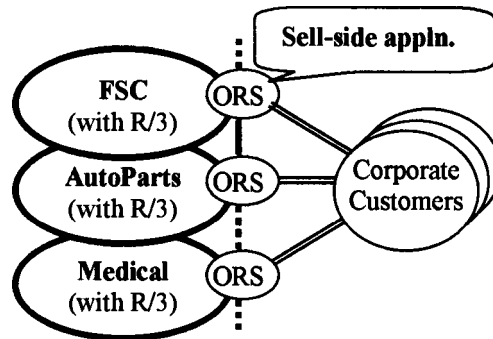 Sell-side appln.
FSC
(with R/3)
ORS
AutoParts
(with R/3)
ORS
Corporate
Customers
Medical
(with R/3)
ORS